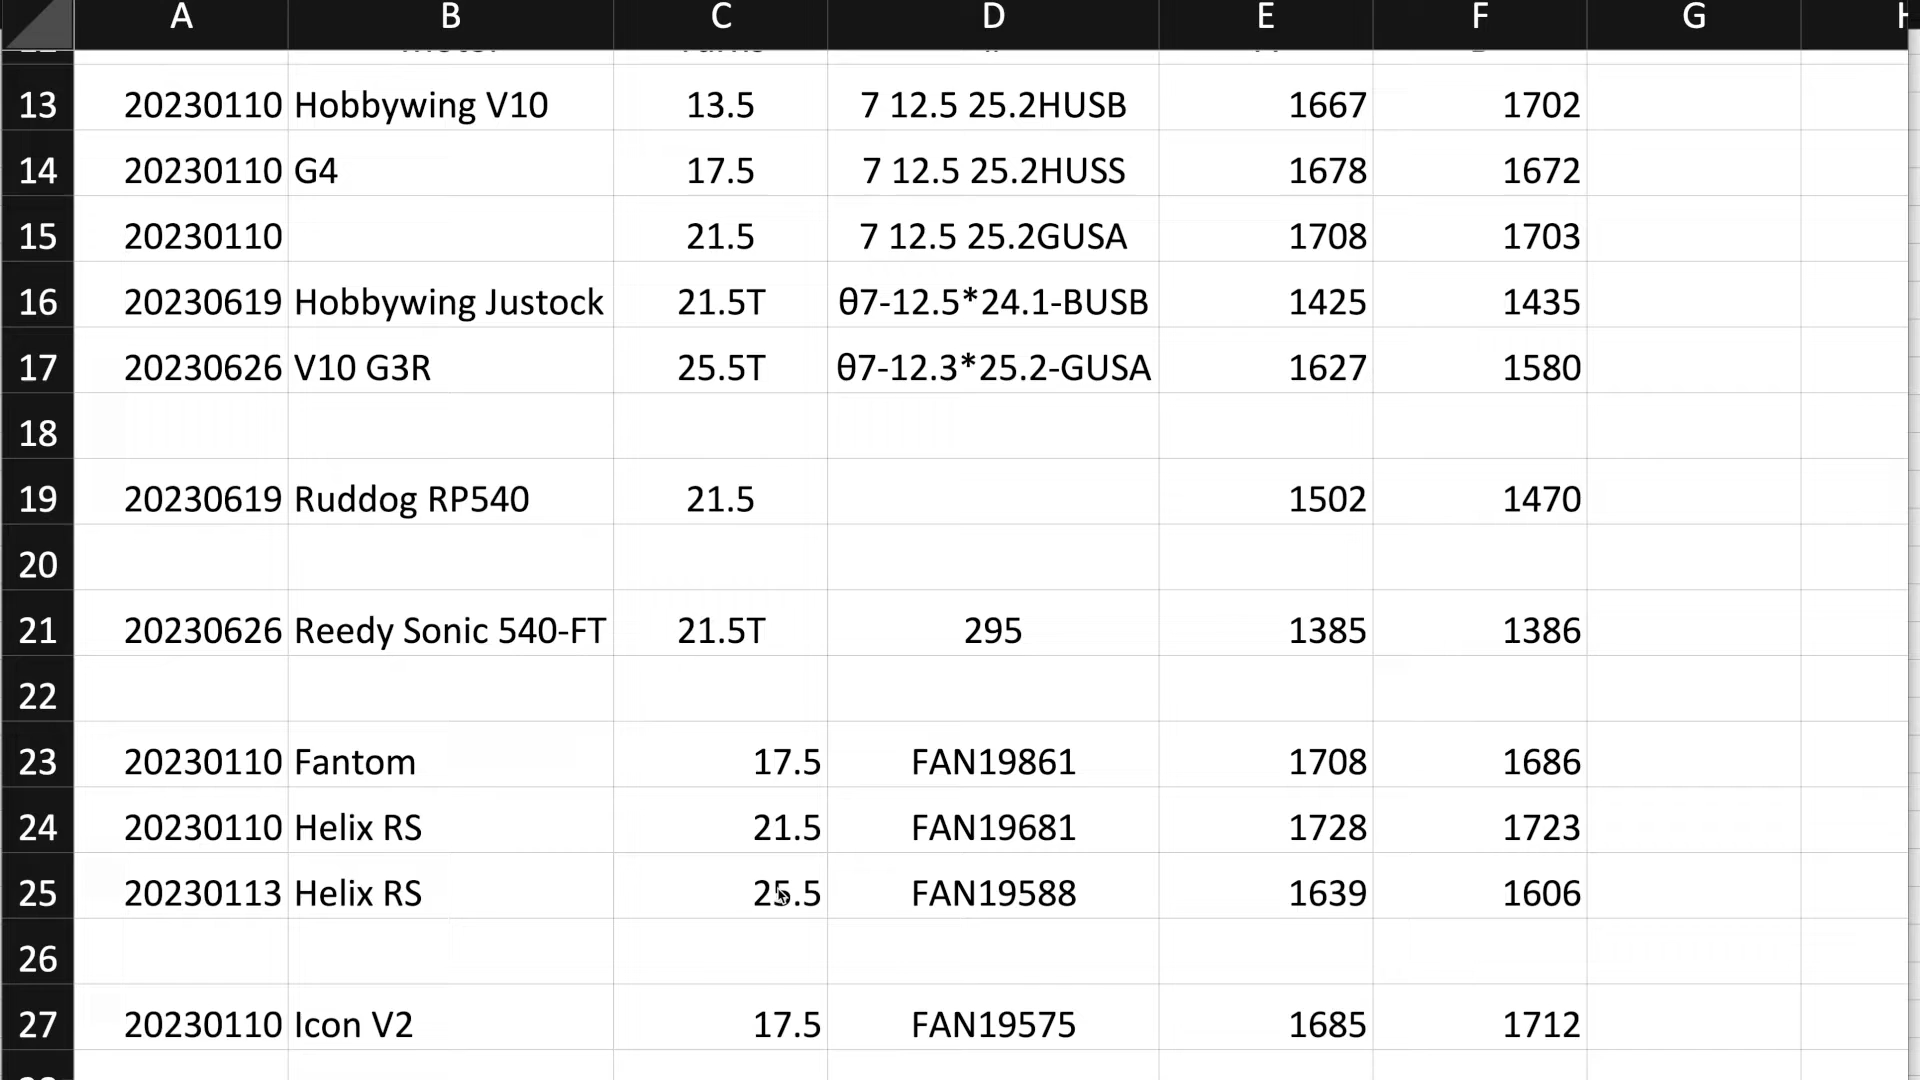 A B C D E F G H
13 20230110 Hobbywing V10 13.5 7 12.5 25.2HUSB 1667 1702
14 20230110 G4 17.5 7 12.5 25.2HUSS 1678 1672
15 20230110 21.5 7 12.5 25.2GUSA 1708 1703
16 20230619 Hobbywing Justock 21.5T θ7-12.5*24.1-BUSB 1425 1435
17 20230626 V10 G3R 25.5T θ7-12.3*25.2-GUSA 1627 1580
18
19 20230619 Ruddog RP540 21.5 1502 1470
20
21 20230626 Reedy Sonic 540-FT 21.5T 295 1385 1386
22
23 20230110 Fantom 17.5 FAN19861 1708 1686
24 20230110 Helix RS 21.5 FAN19681 1728 1723
25 20230113 Helix RS 25.5 FAN19588 1639 1606
26
27 20230110 Icon V2 17.5 FAN19575 1685 1712